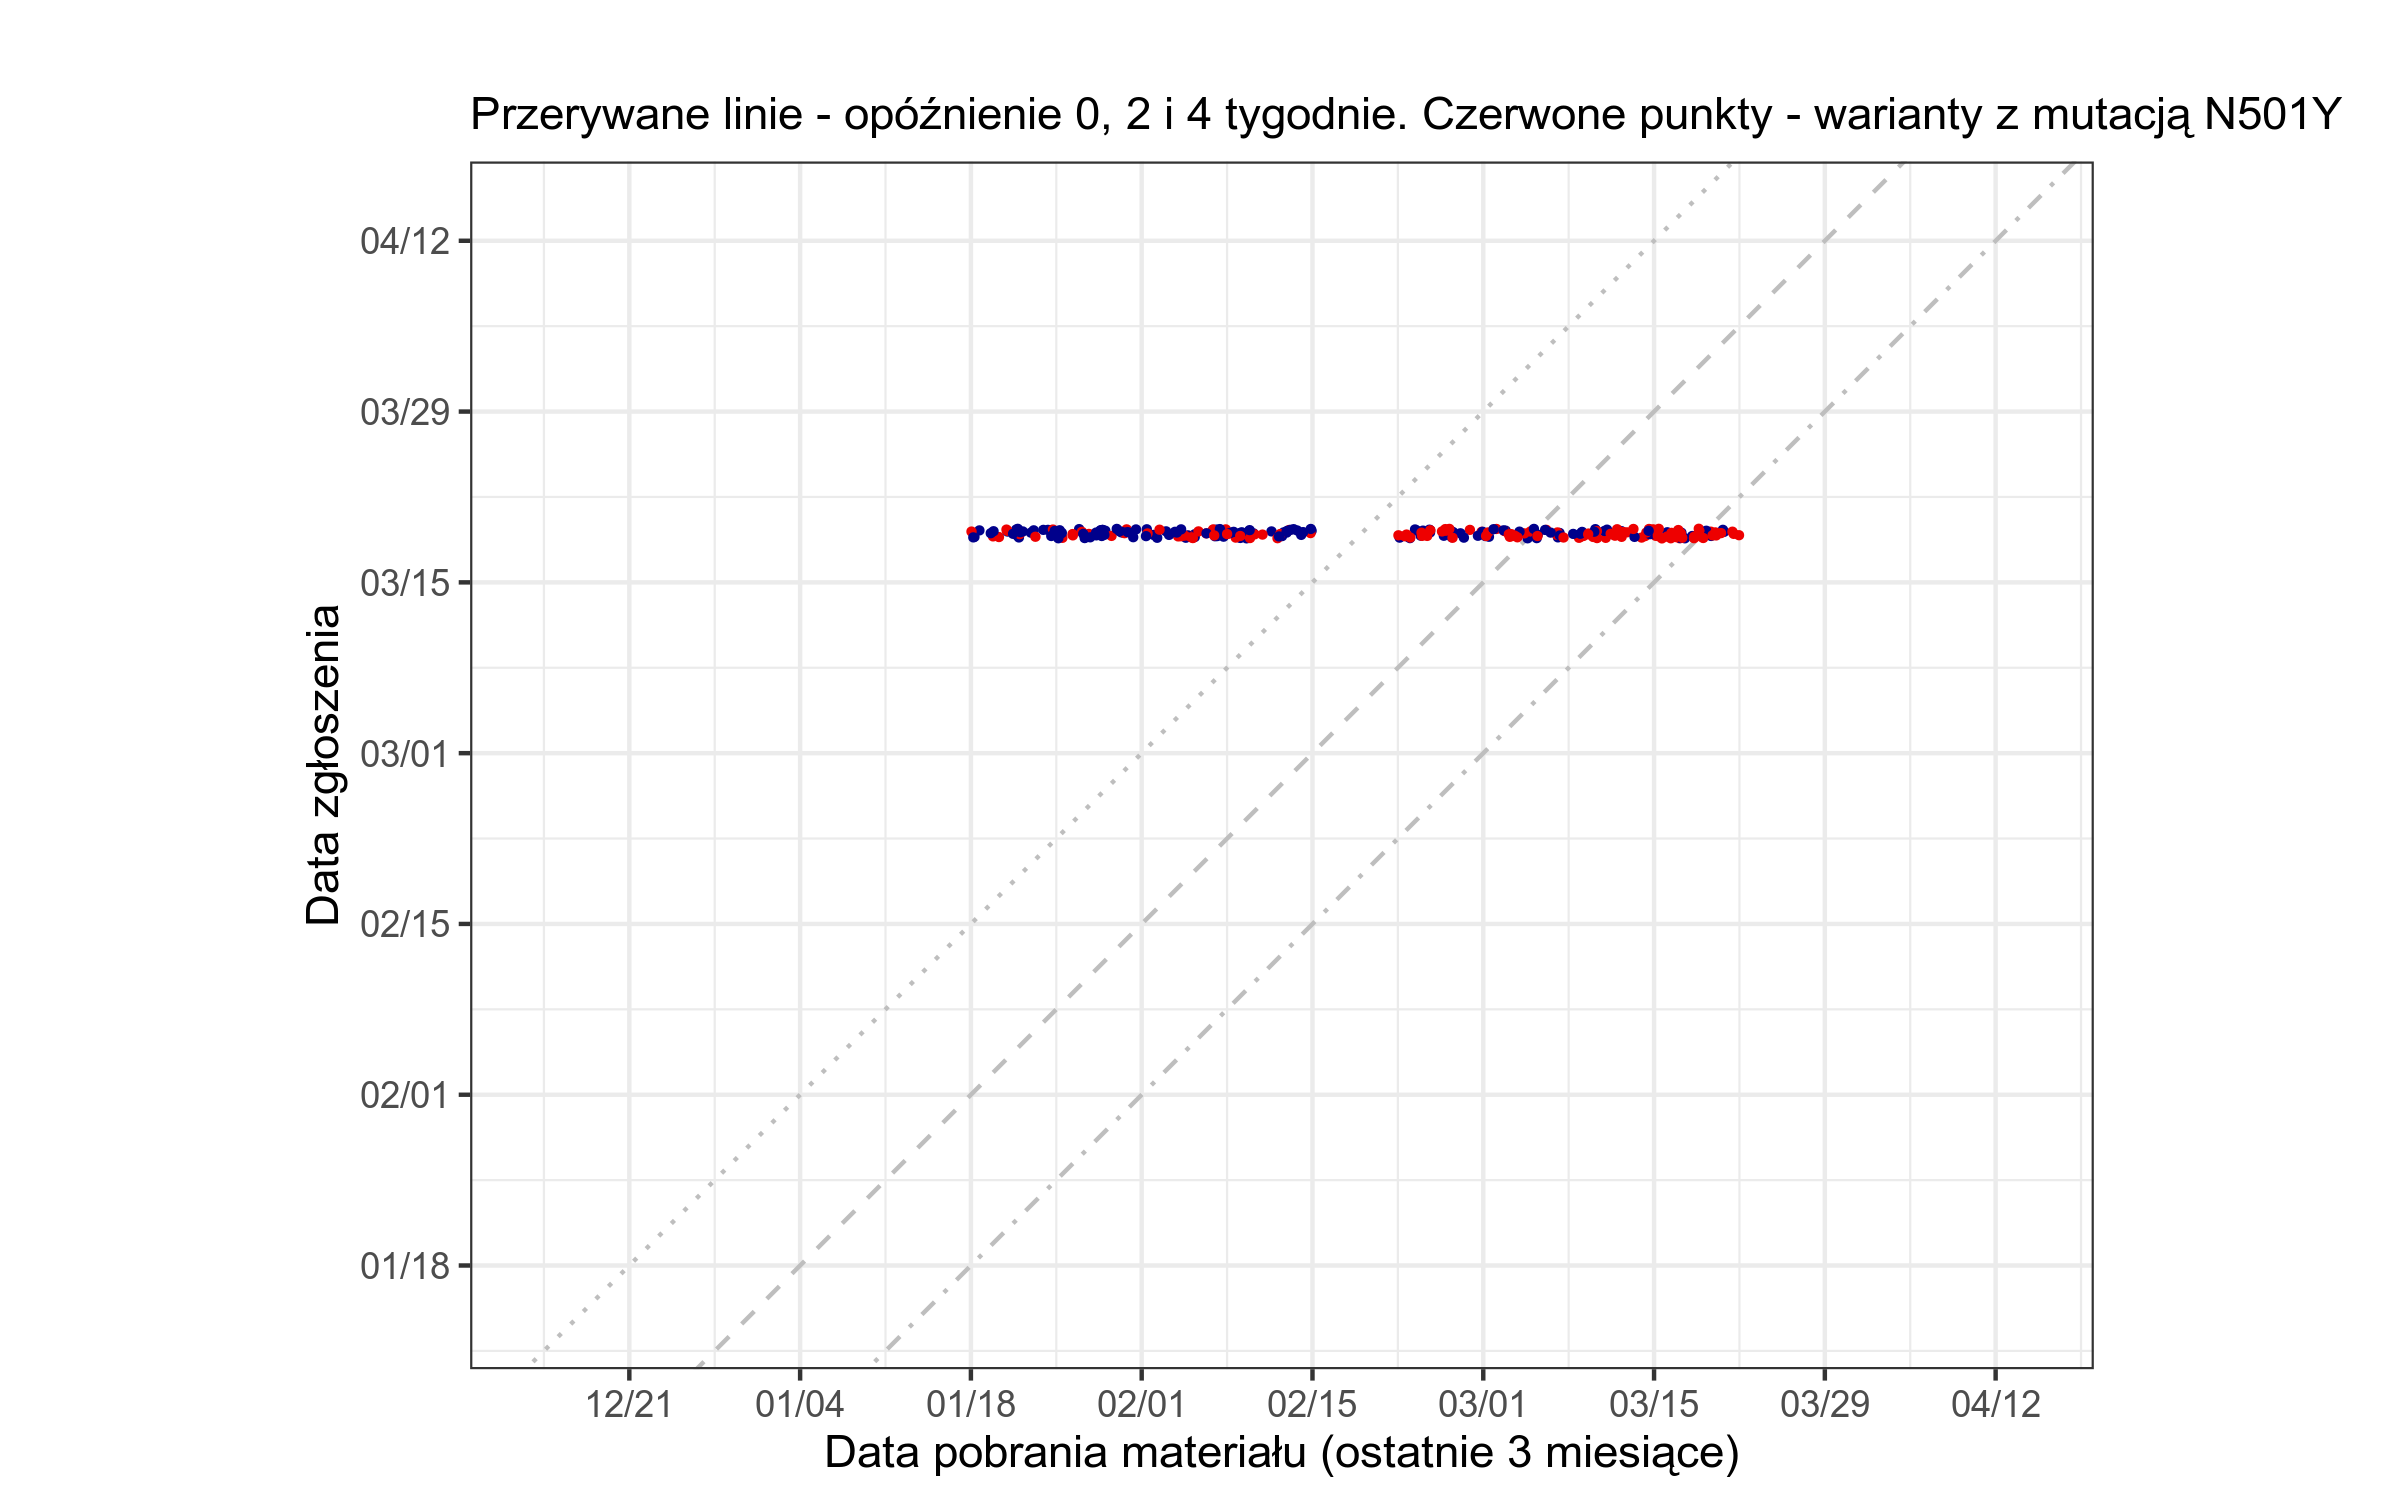 Przerywane linie - opóźnienie 0, 2 i 4 tygodnie. Czerwone punkty - warianty z mutacją N501Y
Data zgłoszenia
04/12
03/29
03/15
03/01
02/15
02/01
01/18
12/21 01/04 01/18 02/01 02/15 03/01 03/15 03/29 04/12
Data pobrania materiału (ostatnie 3 miesiące)